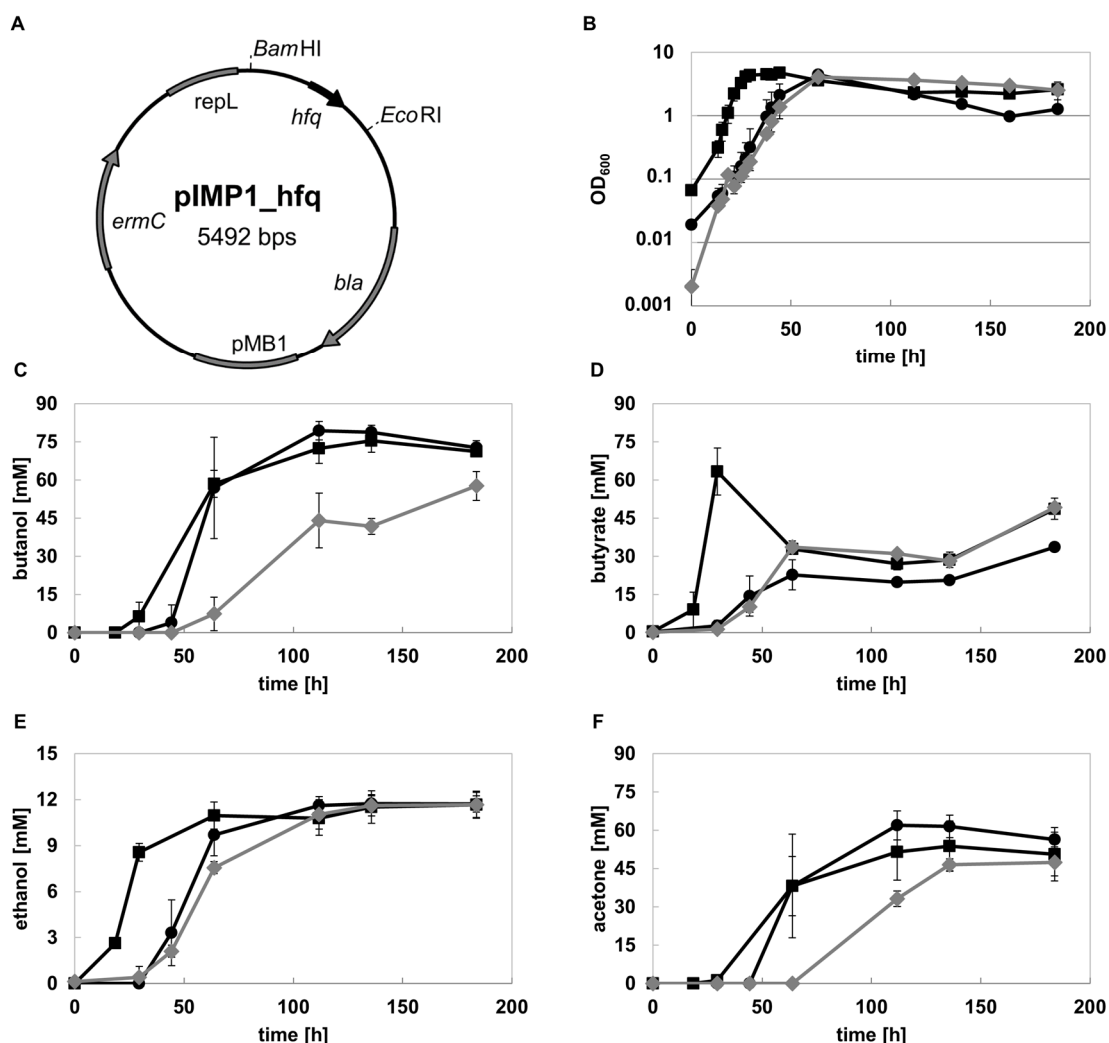 A
BamHI
repL
hfq
EcoRI
ermC
pIMP1_hfq
5492 bps
bla
pMB1
B
10
1
0.1
0.01
0.001
OD600
0 50 100 150 200
time [h]
C
90
75
60
45
30
15
0
butanol [mM]
0 50 100 150 200
time [h]
D
90
75
60
45
30
15
0
butyrate [mM]
0 50 100 150 200
time [h]
E
15
12
9
6
3
0
ethanol [mM]
0 50 100 150 200
time [h]
F
90
75
60
45
30
15
0
acetone [mM]
0 50 100 150 200
time [h]